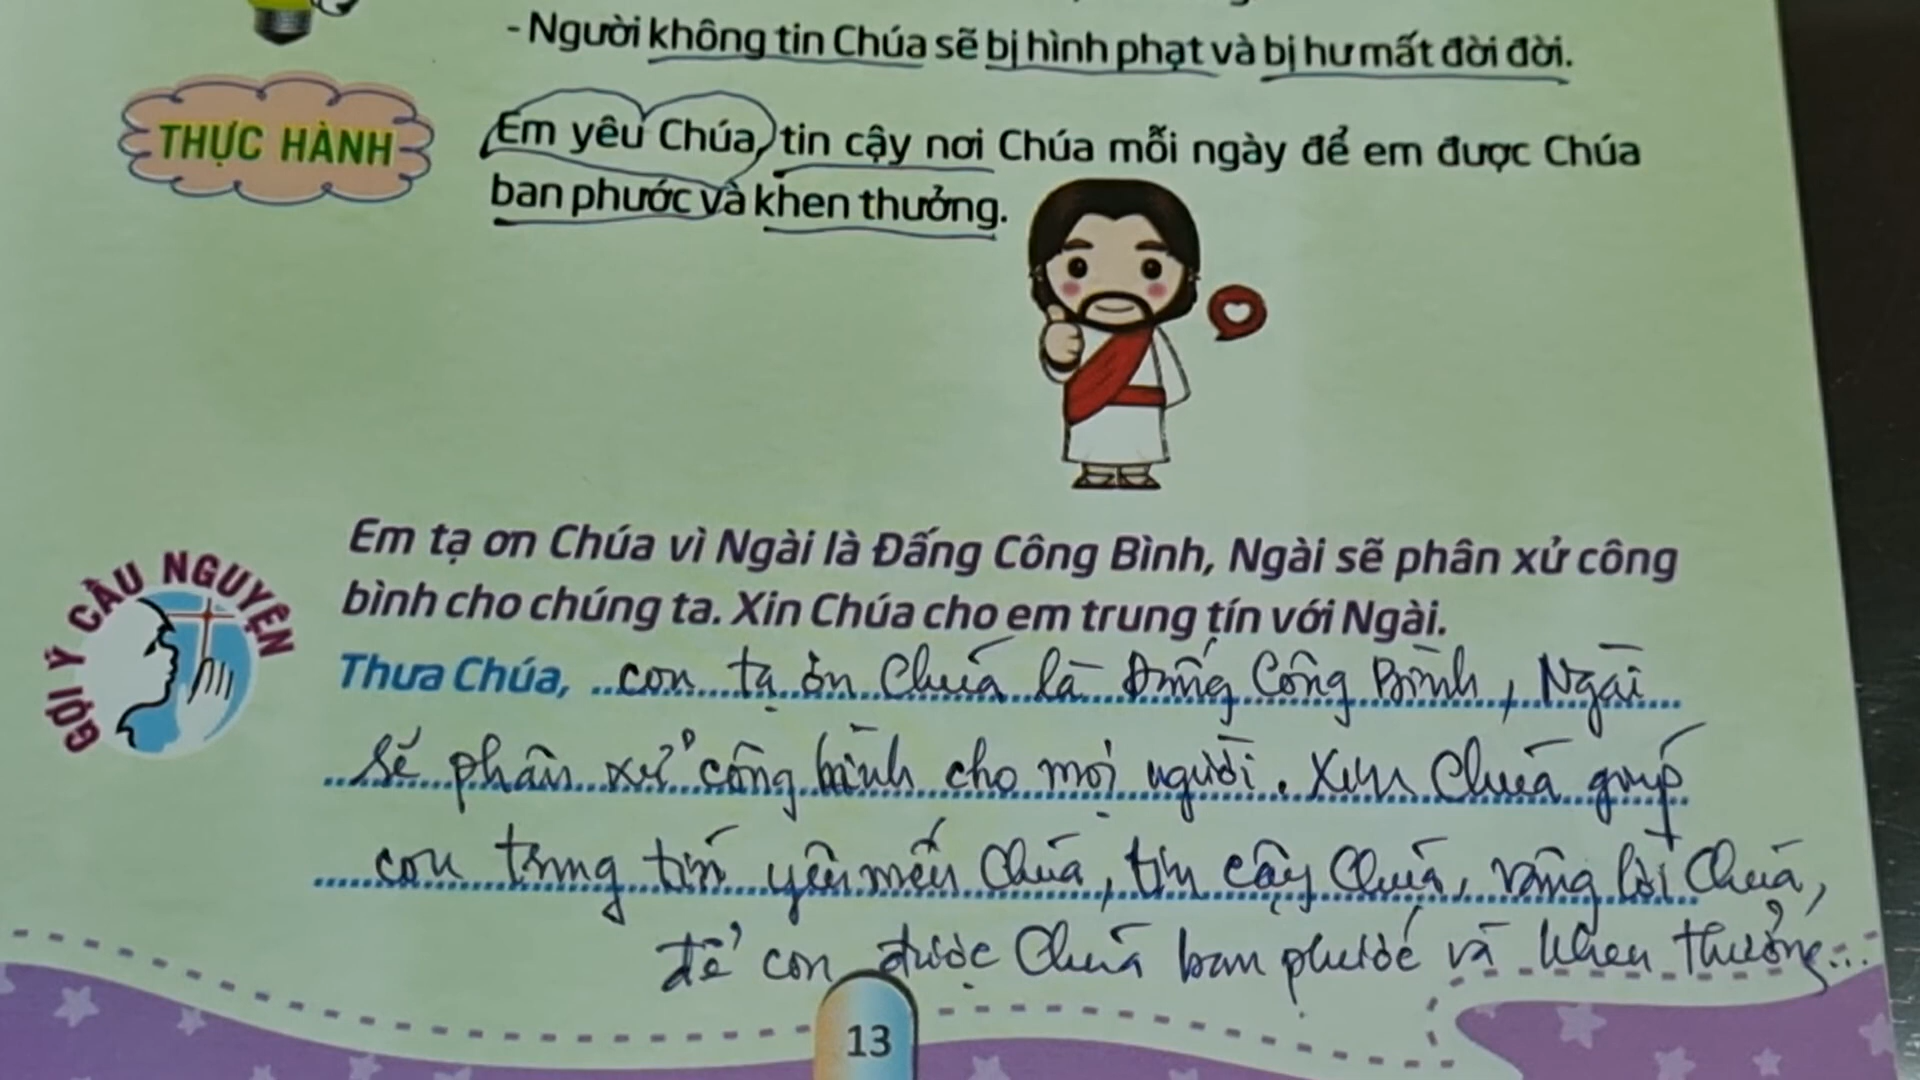 - Người không tin Chúa sẽ bị hình phạt và bị hư mất đời đời.
THỰC HÀNH
Em yêu Chúa, tin cậy nơi Chúa mỗi ngày để em được Chúa
ban phước và khen thưởng.
GỢI Ý CẦU NGUYỆN
Em tạ ơn Chúa vì Ngài là Đấng Công Bình, Ngài sẽ phân xử công
bình cho chúng ta. Xin Chúa cho em trung tín với Ngài.
Thưa Chúa, con tạ ơn Chúa là Đấng Công Bình, Ngài
sẽ phân xử công bình cho mọi người. Xin Chúa giúp
con trung tín yêu mến Chúa, tin cậy Chúa, vâng lời Chúa,
để con được Chúa ban phước và khen thưởng...
13